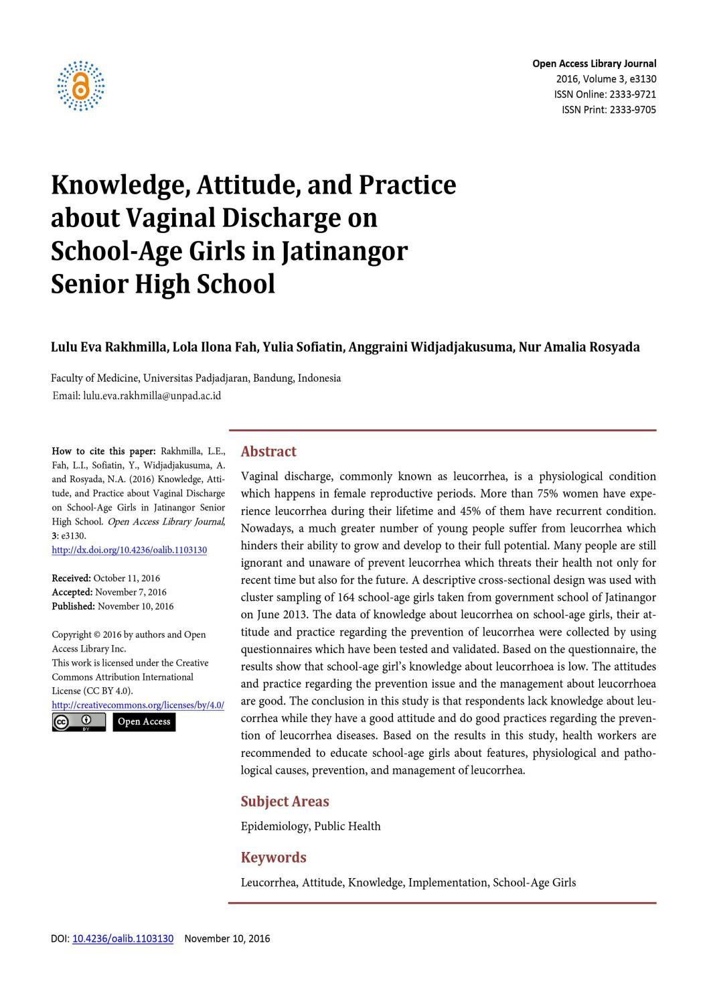 Open Access Library Journal
2016, Volume 3, e3130
ISSN Online: 2333-9721
ISSN Print: 2333-9705
Knowledge, Attitude, and Practice
about Vaginal Discharge on
School-Age Girls in Jatinangor
Senior High School
Lulu Eva Rakhmilla, Lola Ilona Fah, Yulia Sofiatin, Anggraini Widjadjakusuma, Nur Amalia Rosyada
Faculty of Medicine, Universitas Padjadjaran, Bandung, Indonesia
Email: lulu.eva.rakhmilla@unpad.ac.id
How to cite this paper: Rakhmilla, L.E.,
Fah, L.I., Sofiatin, Y., Widjadjakusuma, A.
and Rosyada, N.A. (2016) Knowledge, Atti-
tude, and Practice about Vaginal Discharge
on School-Age Girls in Jatinangor Senior
High School. Open Access Library Journal,
3: e3130.
http://dx.doi.org/10.4236/oalib.1103130
Received: October 11, 2016
Accepted: November 7, 2016
Published: November 10, 2016
Copyright © 2016 by authors and Open
Access Library Inc.
This work is licensed under the Creative
Commons Attribution International
License (CC BY 4.0).
http://creativecommons.org/licenses/by/4.0/
cc BY Open Access
Abstract
Vaginal discharge, commonly known as leucorrhea, is a physiological condition
which happens in female reproductive periods. More than 75% women have expe-
rience leucorrhea during their lifetime and 45% of them have recurrent condition.
Nowadays, a much greater number of young people suffer from leucorrhea which
hinders their ability to grow and develop to their full potential. Many people are still
ignorant and unaware of prevent leucorrhea which threats their health not only for
recent time but also for the future. A descriptive cross-sectional design was used with
cluster sampling of 164 school-age girls taken from government school of Jatinangor
on June 2013. The data of knowledge about leucorrhea on school-age girls, their at-
titude and practice regarding the prevention of leucorrhea were collected by using
questionnaires which have been tested and validated. Based on the questionnaire, the
results show that school-age girl's knowledge about leucorrhoea is low. The attitudes
and practice regarding the prevention issue and the management about leucorrhoea
are good. The conclusion in this study is that respondents lack knowledge about leu-
corrhea while they have a good attitude and do good practices regarding the preven-
tion of leucorrhea diseases. Based on the results in this study, health workers are
recommended to educate school-age girls about features, physiological and patho-
logical causes, prevention, and management of leucorrhea.
Subject Areas
Epidemiology, Public Health
Keywords
Leucorrhea, Attitude, Knowledge, Implementation, School-Age Girls
DOI: 10.4236/oalib.1103130 November 10, 2016